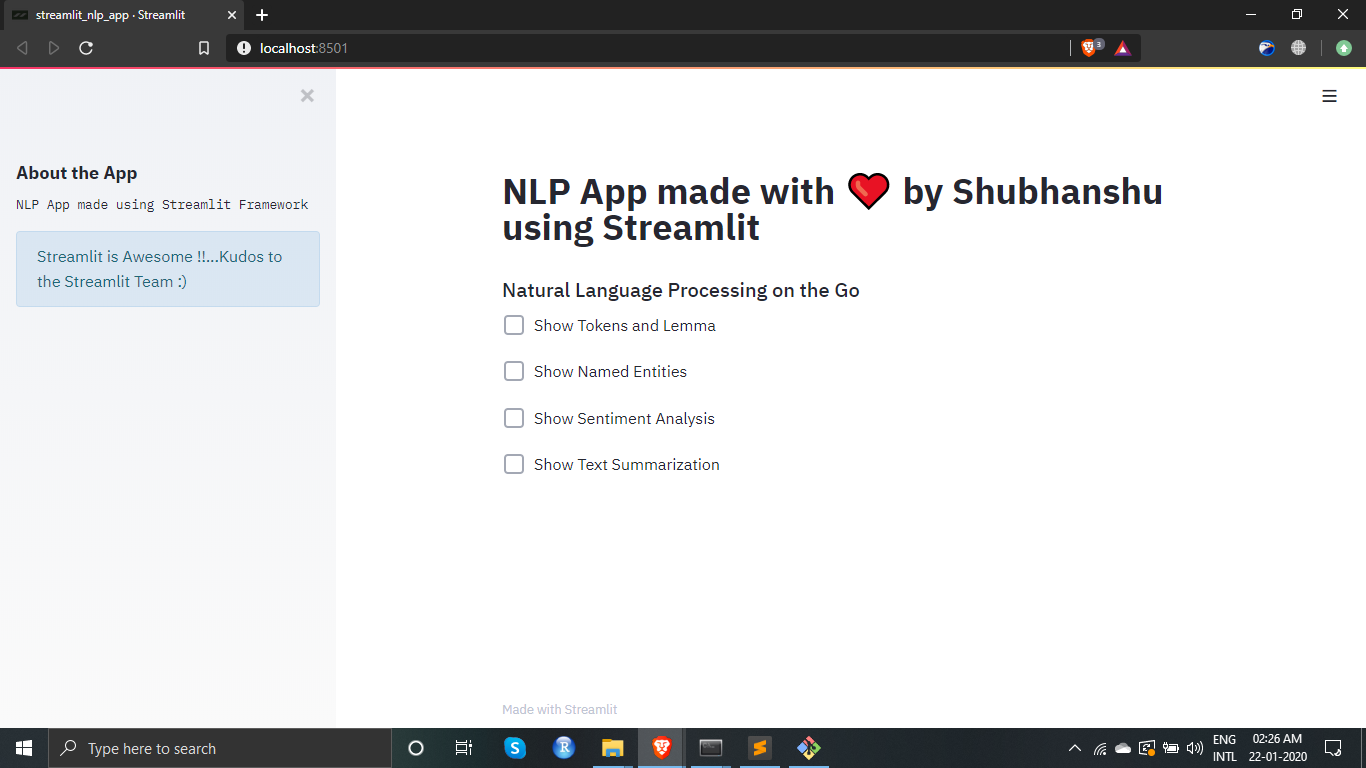 streamlit_nlp_app · Streamlit
localhost:8501
3
About the App
NLP App made using Streamlit Framework
Streamlit is Awesome !!...Kudos to
the Streamlit Team :)
NLP App made with ❤️ by Shubhanshu
using Streamlit
Natural Language Processing on the Go
Show Tokens and Lemma
Show Named Entities
Show Sentiment Analysis
Show Text Summarization
Made with Streamlit
Type here to search
S
R
ENG
INTL
02:26 AM
22-01-2020